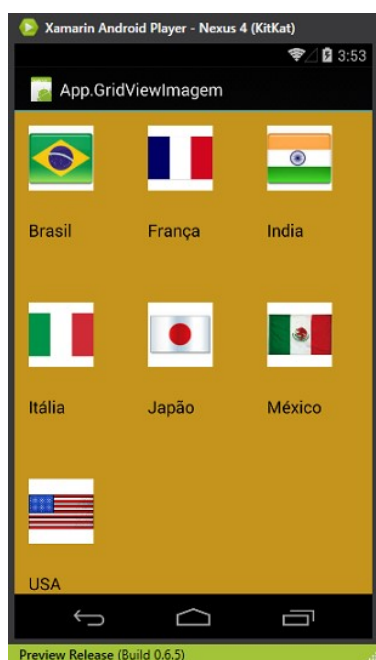 Xamarin Android Player - Nexus 4 (KitKat)
3:53
App.GridViewImagem
Brasil
França
India
Itália
Japão
México
USA
Preview Release (Build 0.6.5)